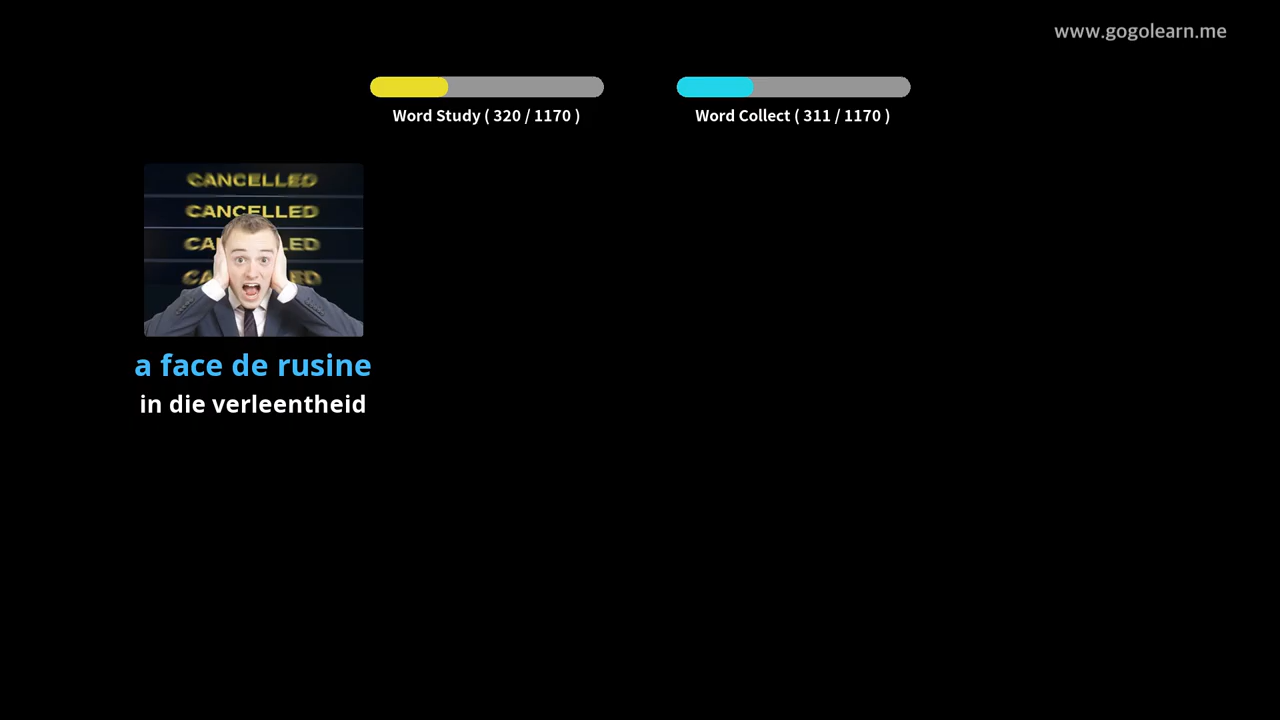 www.gogolearn.me
Word Study ( 320 / 1170 )
Word Collect ( 311 / 1170 )
CANCELLED
CANCELLED
a face de rusine
in die verleentheid